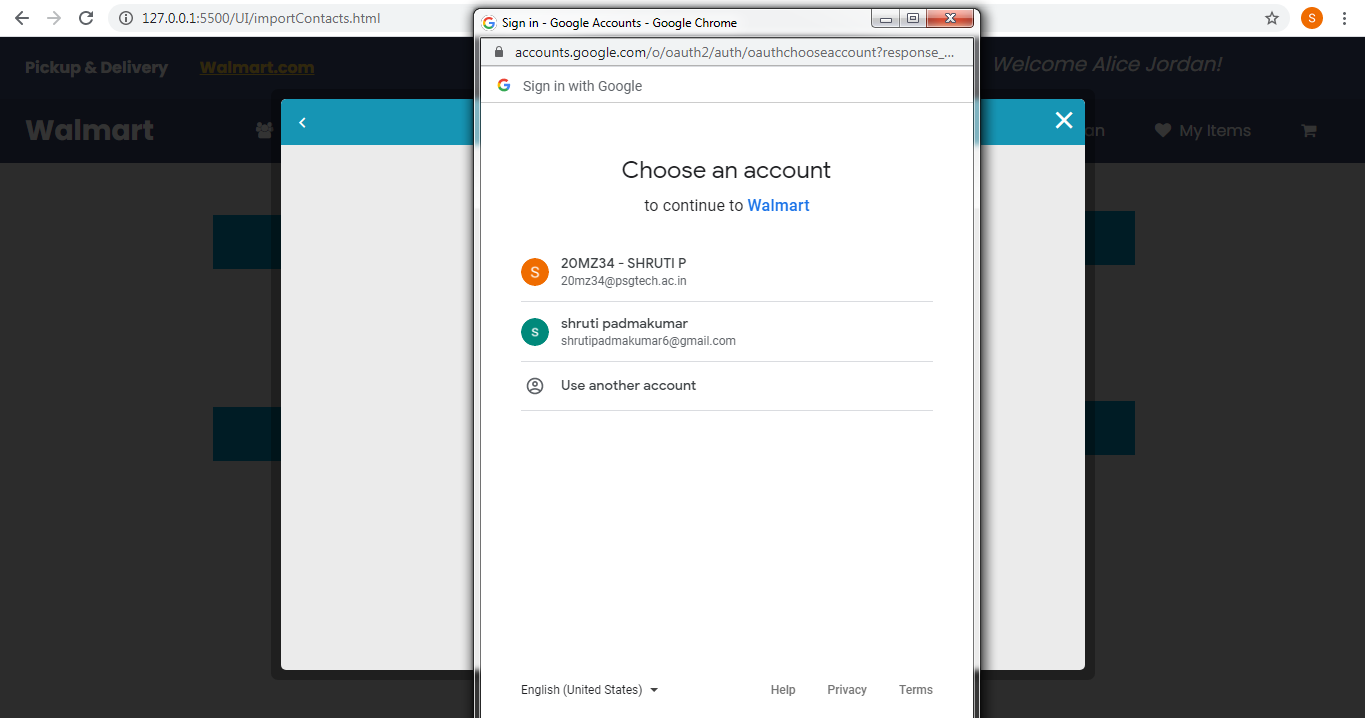 127.0.0.1:5500/UI/importContacts.html
S
Sign in - Google Accounts - Google Chrome
accounts.google.com/o/oauth2/auth/oauthchooseaccount?response_...
Pickup & Delivery
Walmart.com
Welcome Alice Jordan!
Walmart
an
My Items
Sign in with Google
Choose an account
to continue to Walmart
S
20MZ34 - SHRUTI P
20mz34@psgtech.ac.in
s
shruti padmakumar
shrutipadmakumar6@gmail.com
Use another account
English (United States)
Help
Privacy
Terms